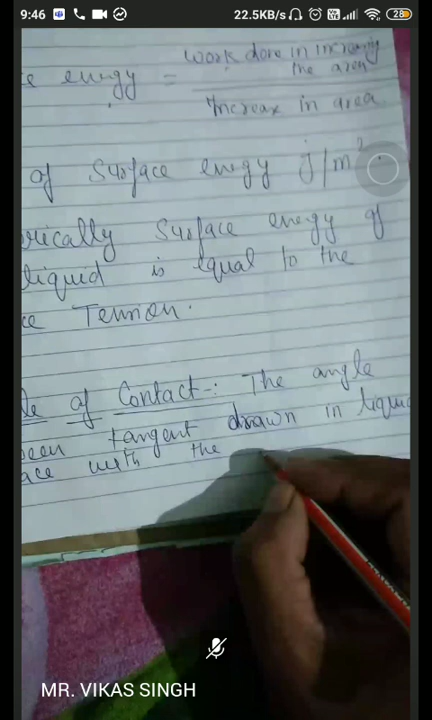 9:46 22.5KB/s 28
work done in increasing
ce energy = the area
Increase in area
of Surface energy J/m²
rically Surface energy of
liquid is equal to the
ce Tension.
le of Contact-: The angle
een tangent drawn in liquid
ace with the
MR. VIKAS SINGH